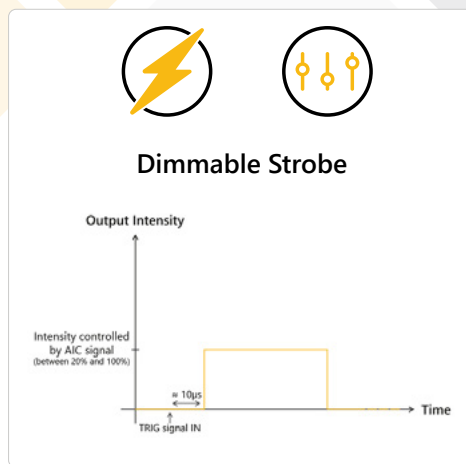 Dimmable Strobe
Output Intensity
Intensity controlled
by AIC signal
(between 20% and 100%)
≈ 10µs
Time
TRIG signal IN